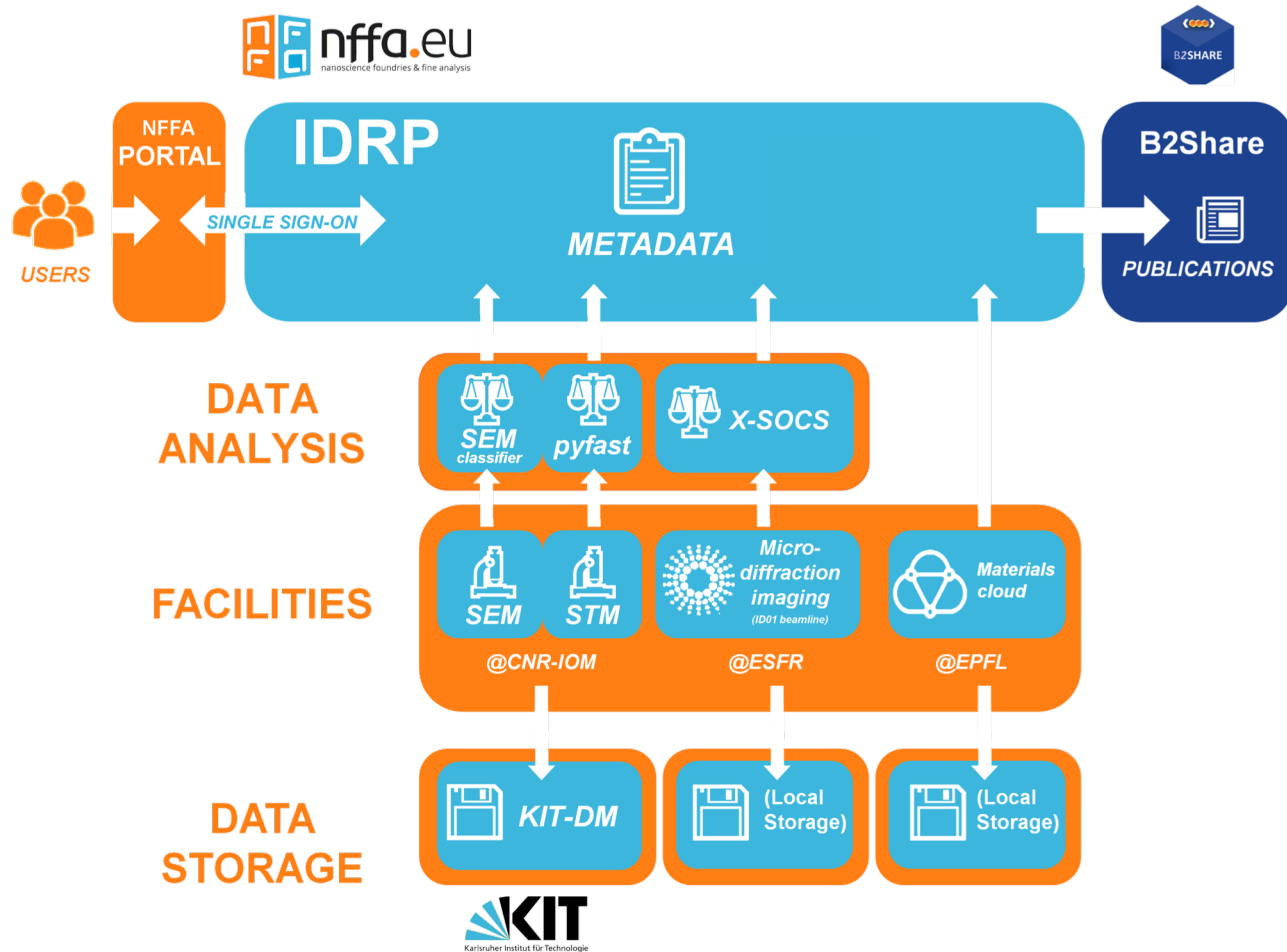 nffa.eu
nanoscience foundries & fine analysis
B2SHARE
NFFA
PORTAL
IDRP
B2Share
SINGLE SIGN-ON
METADATA
USERS
PUBLICATIONS
DATA
ANALYSIS
SEM
classifier
pyfast
X-SOCS
FACILITIES
SEM
STM
Micro-
diffraction
imaging
(ID01 beamline)
Materials
cloud
@CNR-IOM
@ESFR
@EPFL
DATA
STORAGE
KIT-DM
(Local
Storage)
(Local
Storage)
KIT
Karlsruher Institut für Technologie